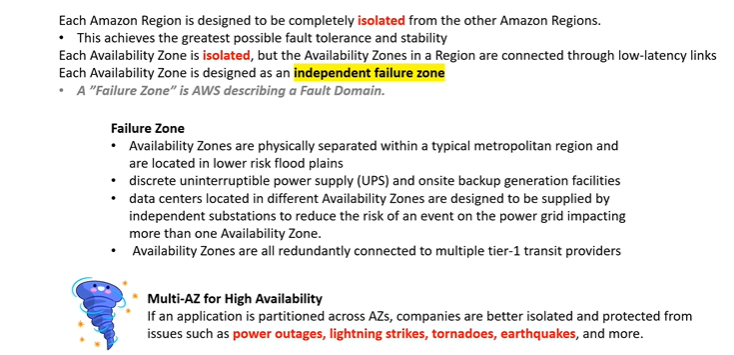 Each Amazon Region is designed to be completely isolated from the other Amazon Regions.
• This achieves the greatest possible fault tolerance and stability
Each Availability Zone is isolated, but the Availability Zones in a Region are connected through low-latency links
Each Availability Zone is designed as an independent failure zone
• A "Failure Zone" is AWS describing a Fault Domain.
Failure Zone
• Availability Zones are physically separated within a typical metropolitan region and
are located in lower risk flood plains
• discrete uninterruptible power supply (UPS) and onsite backup generation facilities
• data centers located in different Availability Zones are designed to be supplied by
independent substations to reduce the risk of an event on the power grid impacting
more than one Availability Zone.
• Availability Zones are all redundantly connected to multiple tier-1 transit providers
Multi-AZ for High Availability
If an application is partitioned across AZs, companies are better isolated and protected from
issues such as power outages, lightning strikes, tornadoes, earthquakes, and more.